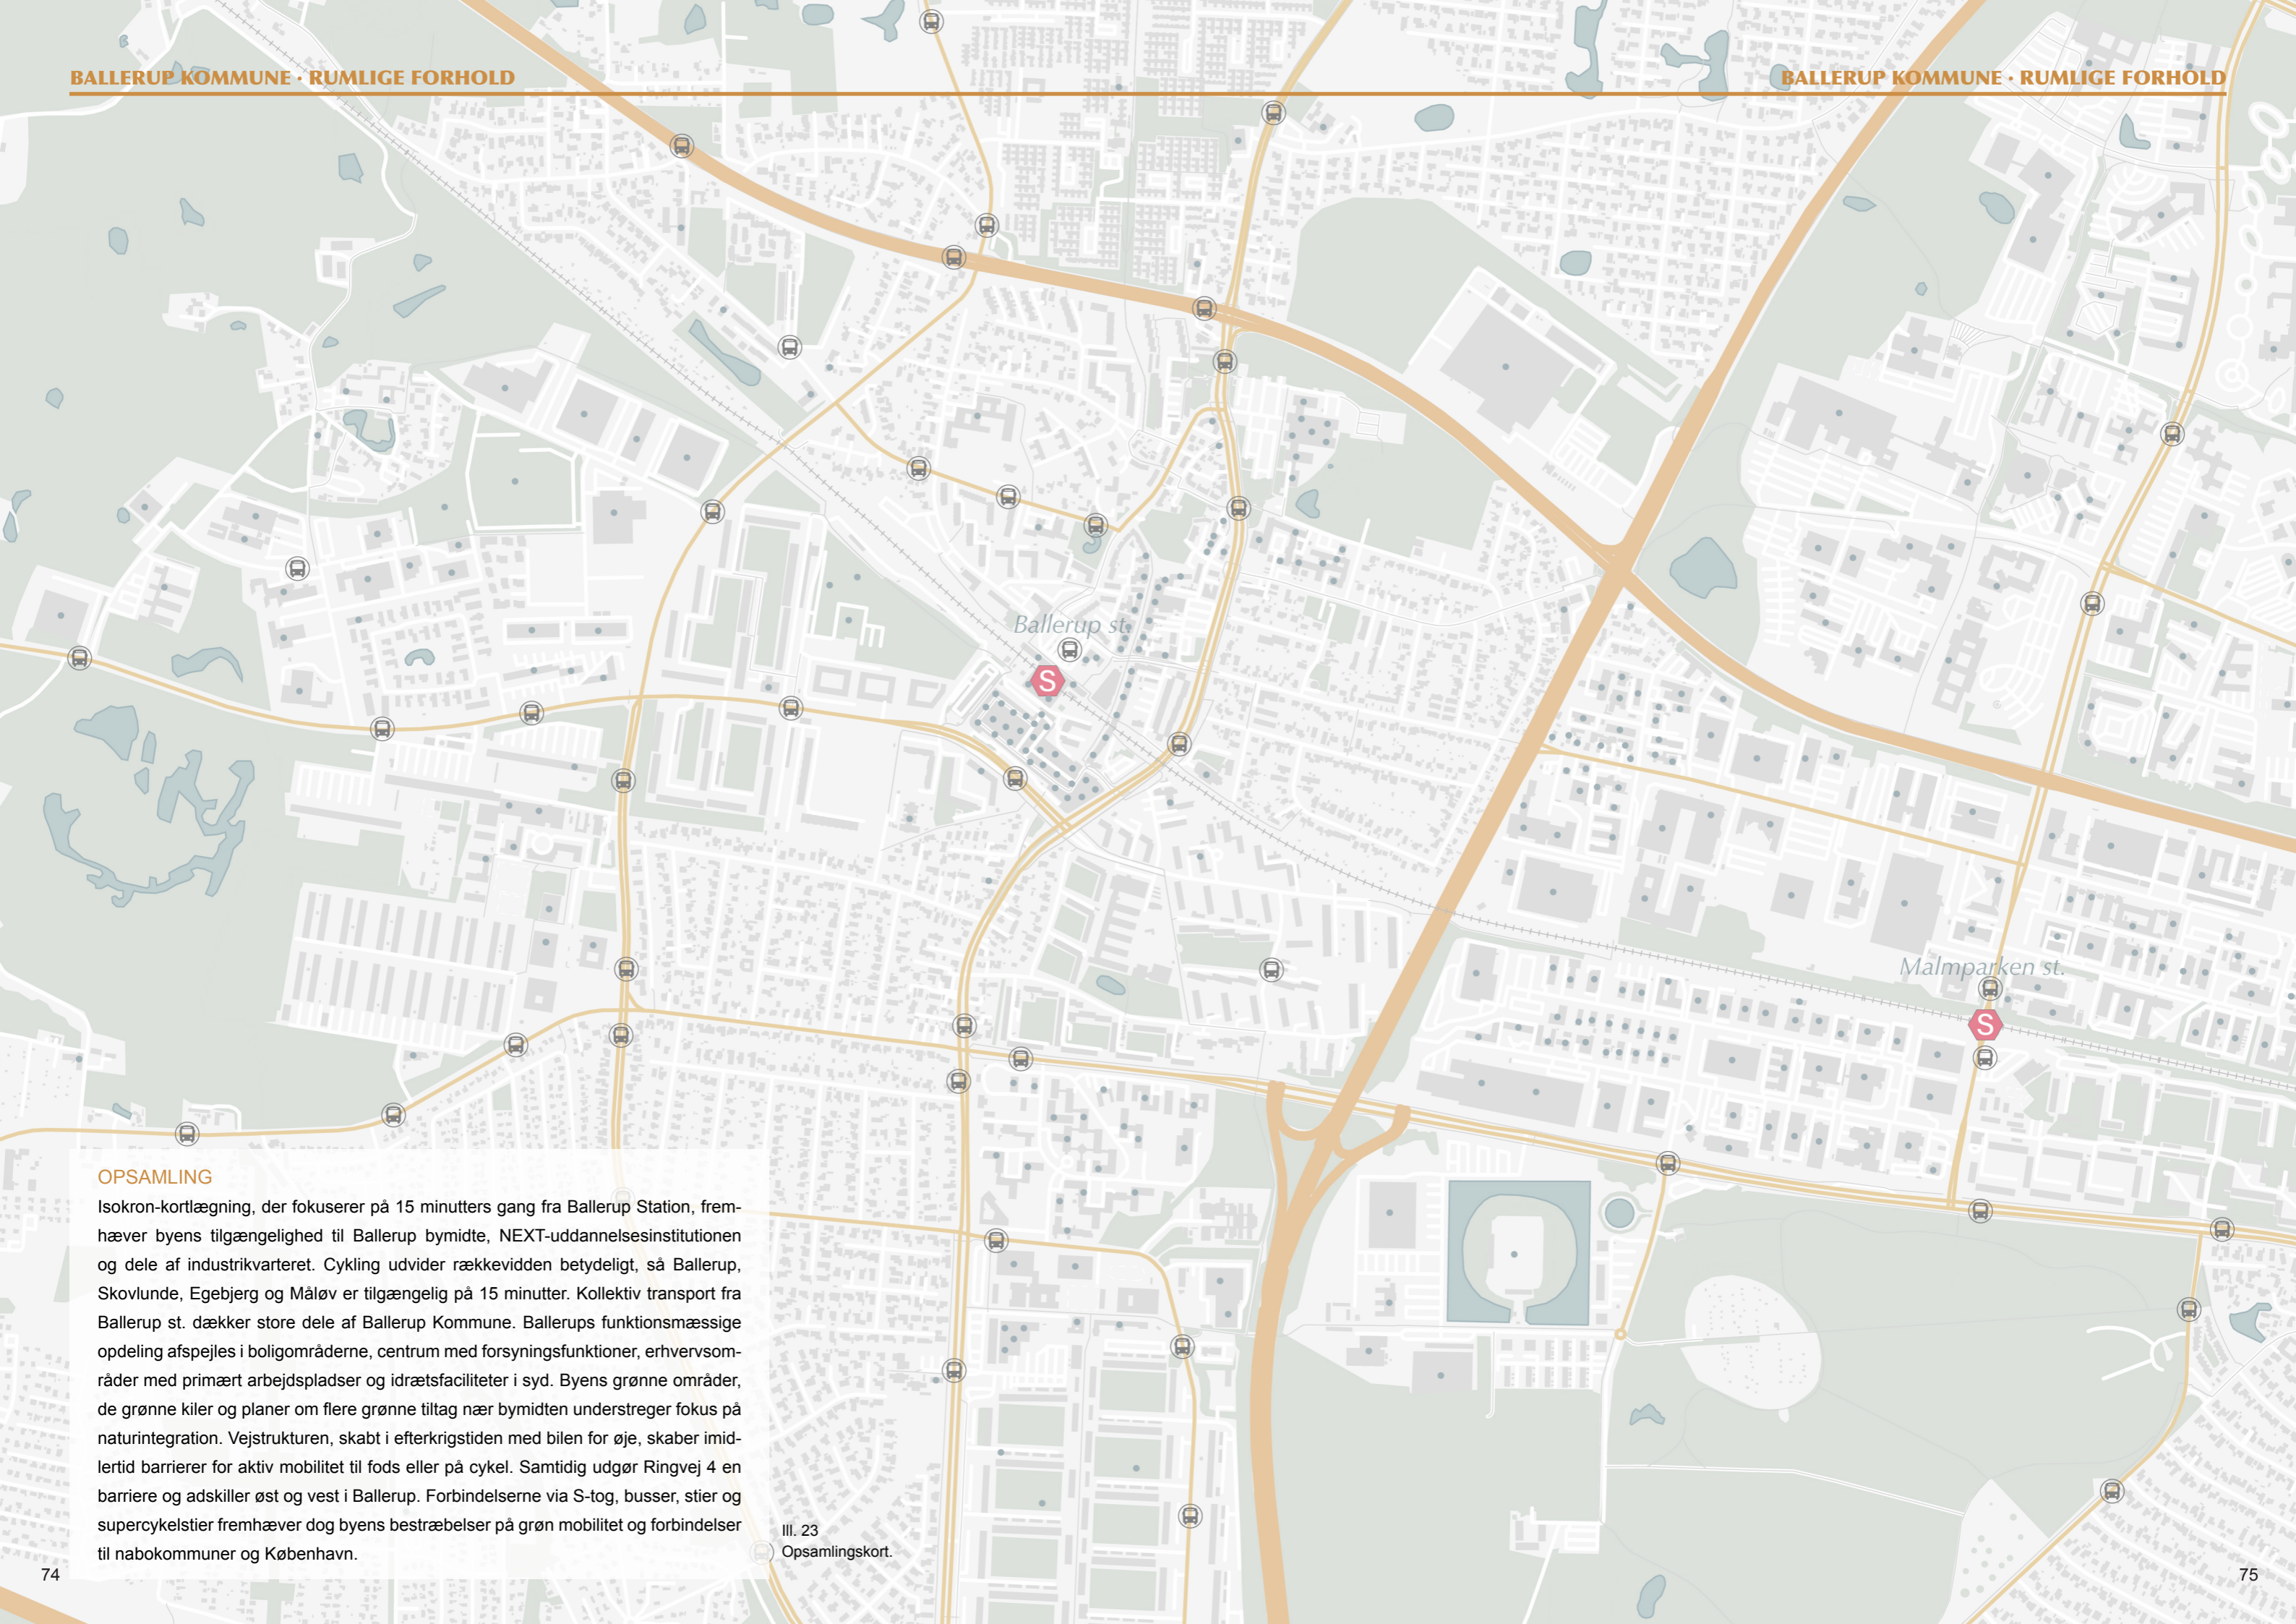 BALLERUP KOMMUNE · RUMLIGE FORHOLD
BALLERUP KOMMUNE · RUMLIGE FORHOLD
Ballerup st.
S
Malmparken st.
S
OPSAMLING
Isokron-kortlægning, der fokuserer på 15 minutters gang fra Ballerup Station, frem-
hæver byens tilgængelighed til Ballerup bymidte, NEXT-uddannelsesinstitutionen
og dele af industrikvarteret. Cykling udvider rækkevidden betydeligt, så Ballerup,
Skovlunde, Egebjerg og Måløv er tilgængelig på 15 minutter. Kollektiv transport fra
Ballerup st. dækker store dele af Ballerup Kommune. Ballerups funktionsmæssige
opdeling afspejles i boligområderne, centrum med forsyningsfunktioner, erhvervsom-
råder med primært arbejdspladser og idrætsfaciliteter i syd. Byens grønne områder,
de grønne kiler og planer om flere grønne tiltag nær bymidten understreger fokus på
naturintegration. Vejstrukturen, skabt i efterkrigstiden med bilen for øje, skaber imid-
lertid barrierer for aktiv mobilitet til fods eller på cykel. Samtidig udgør Ringvej 4 en
barriere og adskiller øst og vest i Ballerup. Forbindelserne via S-tog, busser, stier og
supercykelstier fremhæver dog byens bestræbelser på grøn mobilitet og forbindelser
til nabokommuner og København.
Ill. 23
Opsamlingskort.
74
75